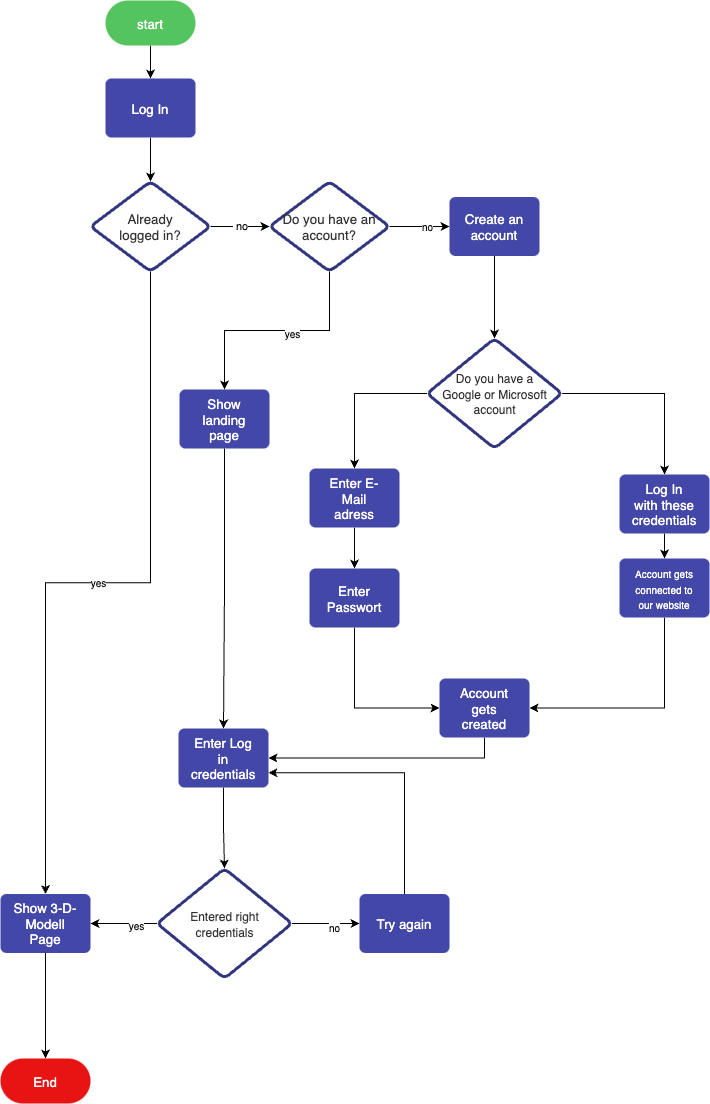 start
Log In
Already
logged in?
no
Do you have an
account?
no
Create an
account
yes
Do you have a
Google or Microsoft
account
Show
landing
page
Enter E-
Mail
adress
Log In
with these
credentials
yes
Enter
Passwort
Account gets
connected to
our website
Account
gets
created
Enter Log
in
credentials
Show 3-D-
Modell
Page
yes
Entered right
credentials
no
Try again
End